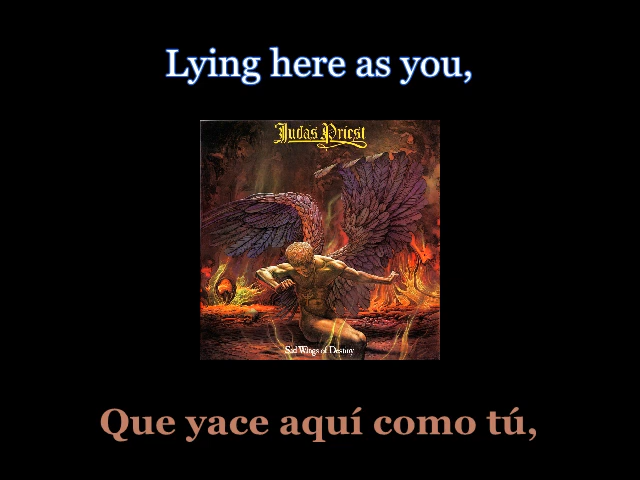 Lying here as you,
Judas Priest
Sad Wings of Destiny
Que yace aquí como tú,